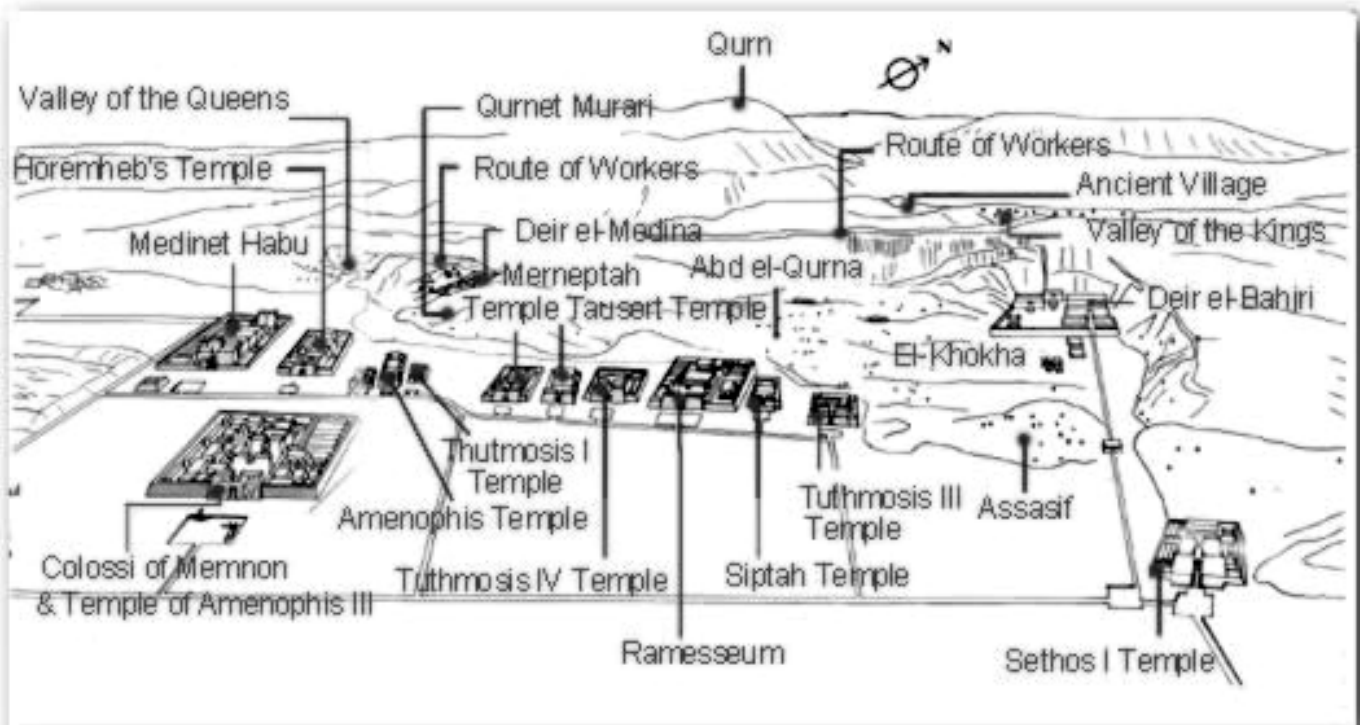 Qurn
N
Valley of the Queens
Qurnet Murari
Horemheb's Temple
Route of Workers
Route of Workers
Ancient Village
Medinet Habu
Deir el-Medina
Valley of the Kings
Merneptah
Temple
Tausert Temple
Abd el-Qurna
Deir el-Bahjri
El-Khokha
Thutmosis I
Temple
Amenophis Temple
Tuthmosis III
Temple
Assasif
Colossi of Memnon
& Temple of Amenophis III
Tuthmosis IV Temple
Siptah Temple
Ramesseum
Sethos I Temple